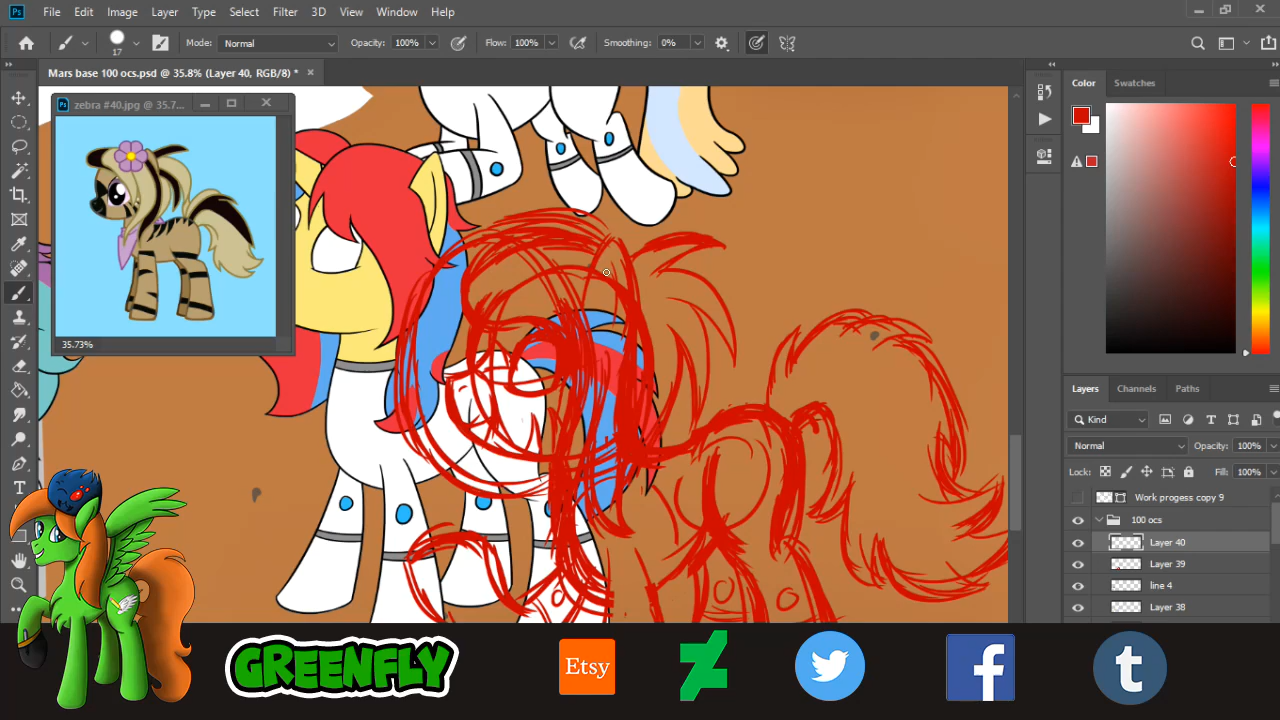 Ps File Edit Image Layer Type Select Filter 3D View Window Help
17 Mode: Normal Opacity: 100% Flow: 100% Smoothing: 0%
Mars base 100 ocs.psd @ 35.8% (Layer 40, RGB/8) *
Ps zebra #40.jpg @ 35.7...
35.73%
Color Swatches
Layers Channels Paths
Kind
Normal Opacity: 100%
Lock: Fill: 100%
Work progess copy 9
100 ocs
Layer 40
Layer 39
line 4
Layer 38
GREENFLY
Etsy